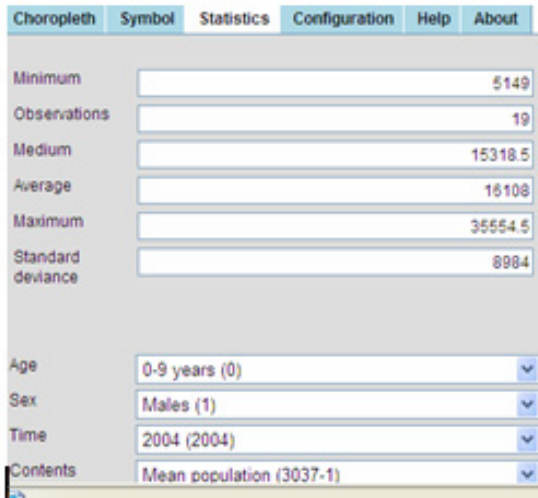 Choropleth Symbol Statistics Configuration Help About
Minimum 5149
Observations 19
Medium 15318.5
Average 16108
Maximum 35554.5
Standard deviance 8984
Age 0-9 years (0)
Sex Males (1)
Time 2004 (2004)
Contents Mean population (3037-1)